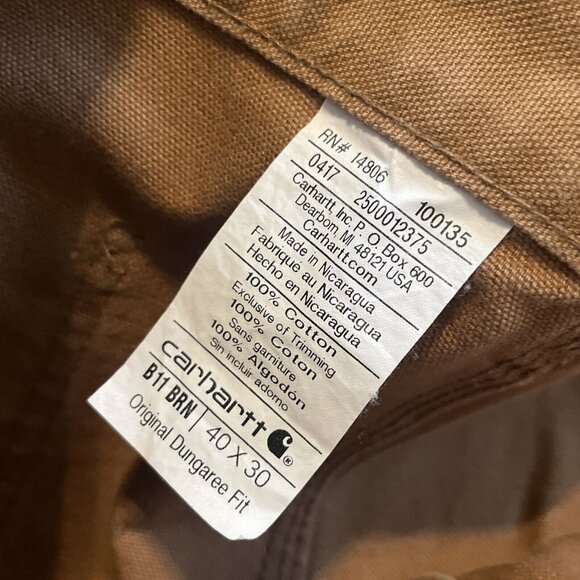 RN# 14806 100135
0417 2500012375
Carhartt, Inc P. O. Box 600
Dearborn, MI 48121 USA
Carhartt.com
Made in Nicaragua
Fabriqué au Nicaragua
Hecho en Nicaragua
100% Cotton
Exclusive of Trimming
100% Coton
Sans garniture
100% Algodón
Sin incluir adorno
carhartt
B11 BRN 40 X 30
Original Dungaree Fit